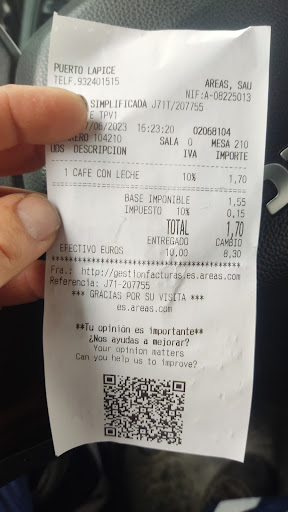 PUERTO LAPICE
TELF.932401515 AREAS, SAU
NIF:A-08225013
SIMPLIFICADA J71T/207755
E TPV1
/06/2023 16:23:20 02068104
ERO 104210 SALA 0 MESA 210
UDS DESCRIPCION IVA IMPORTE
1 CAFE CON LECHE 10% 1,70
BASE IMPONIBLE 1,55
IMPUESTO 10% 0,15
TOTAL 1,70
ENTREGADO CAMBIO
EFECTIVO EUROS 10,00 8,30
Fra.: http://gestionfacturas.es.areas.com
Referencia: J71-207755
*** GRACIAS POR SU VISITA ***
es.areas.com
**Tu opinión es importante**
¿Nos ayudas a mejorar?
Your opinion matters
Can you help us to improve?